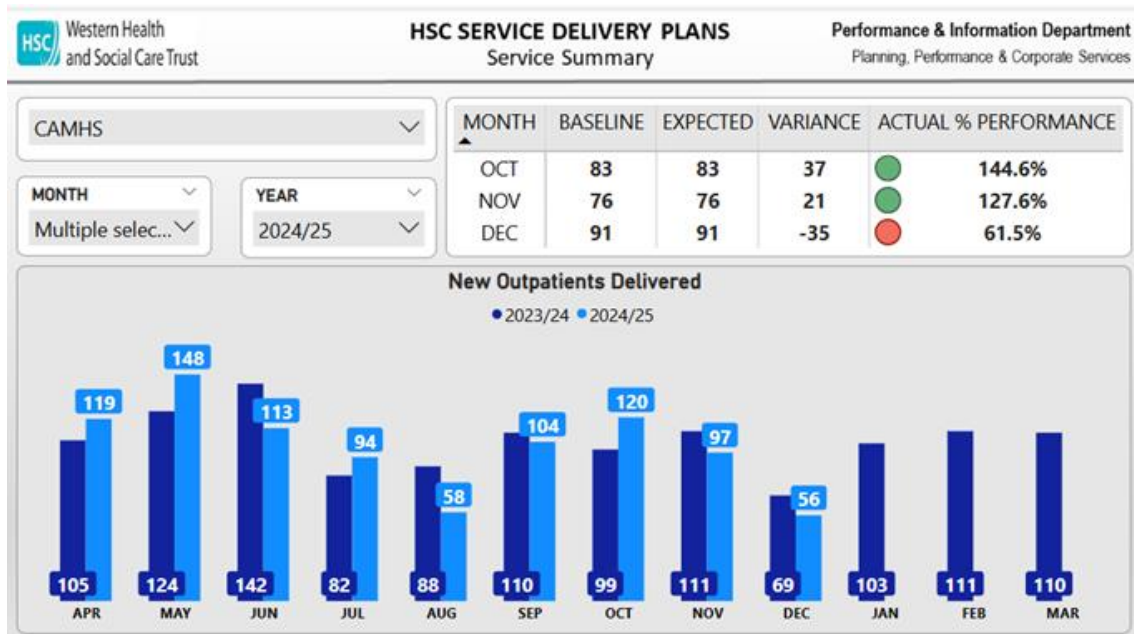 HSC
Western Health
and Social Care Trust
HSC SERVICE DELIVERY PLANS
Service Summary
Performance & Information Department
Planning, Performance & Corporate Services
CAMHS
MONTH
Multiple selec...
YEAR
2024/25
MONTH BASELINE EXPECTED VARIANCE ACTUAL % PERFORMANCE
OCT 83 83 37 144.6%
NOV 76 76 21 127.6%
DEC 91 91 -35 61.5%
New Outpatients Delivered
2023/24 2024/25
119 148 113 94 58 104 120 97 56
105 124 142 82 88 110 99 111 69 103 111 110
APR MAY JUN JUL AUG SEP OCT NOV DEC JAN FEB MAR